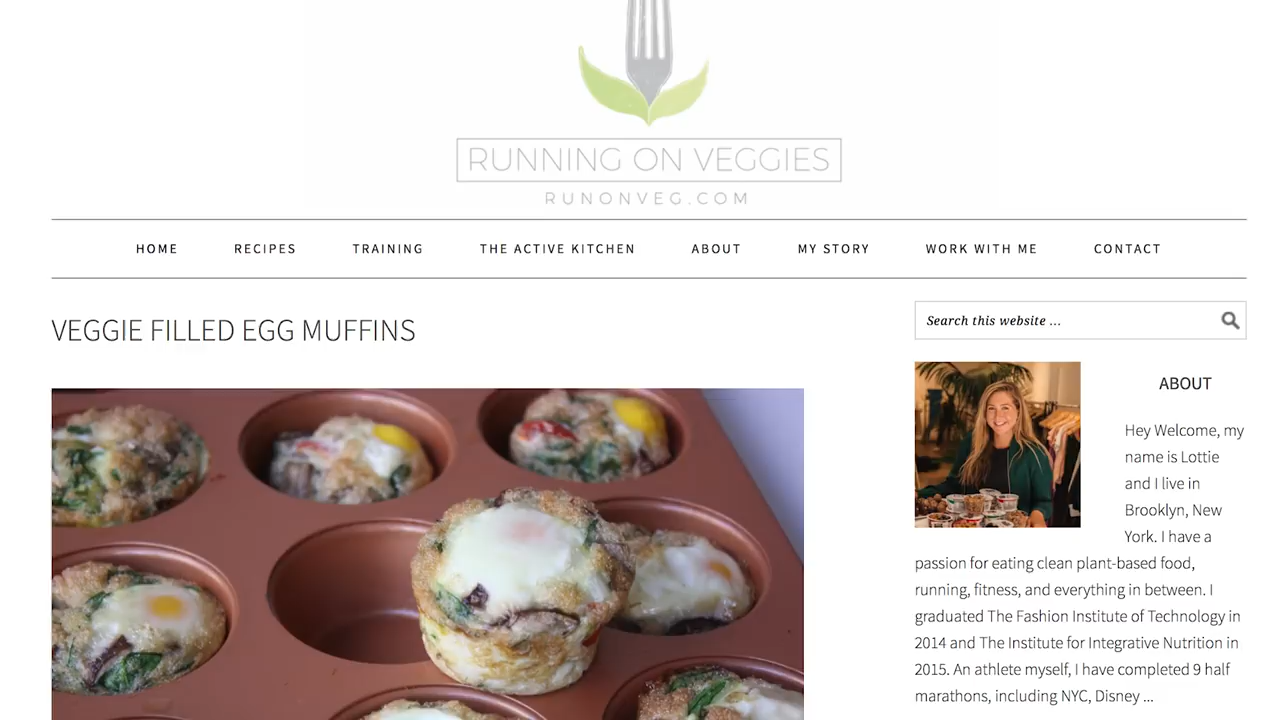 RUNNING ON VEGGIES
RUNONVEG.COM
HOME RECIPES TRAINING THE ACTIVE KITCHEN ABOUT MY STORY WORK WITH ME CONTACT
VEGGIE FILLED EGG MUFFINS
Search this website ...
ABOUT
Hey Welcome, my
name is Lottie
and I live in
Brooklyn, New
York. I have a
passion for eating clean plant-based food,
running, fitness, and everything in between. I
graduated The Fashion Institute of Technology in
2014 and The Institute for Integrative Nutrition in
2015. An athlete myself, I have completed 9 half
marathons, including NYC, Disney ...